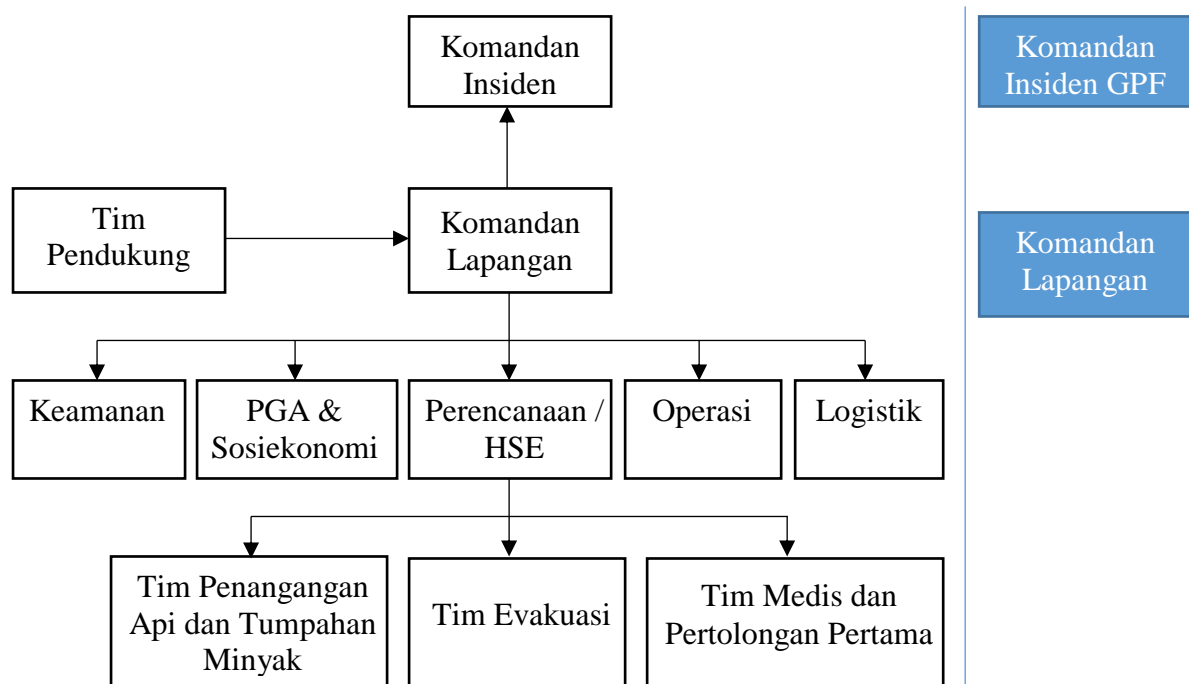 Komandan
Insiden
Komandan
Insiden GPF
Tim
Pendukung
Komandan
Lapangan
Komandan
Lapangan
Keamanan
PGA &
Sosiekonomi
Perencanaan /
HSE
Operasi
Logistik
Tim Penangangan
Api dan Tumpahan
Minyak
Tim Evakuasi
Tim Medis dan
Pertolongan Pertama